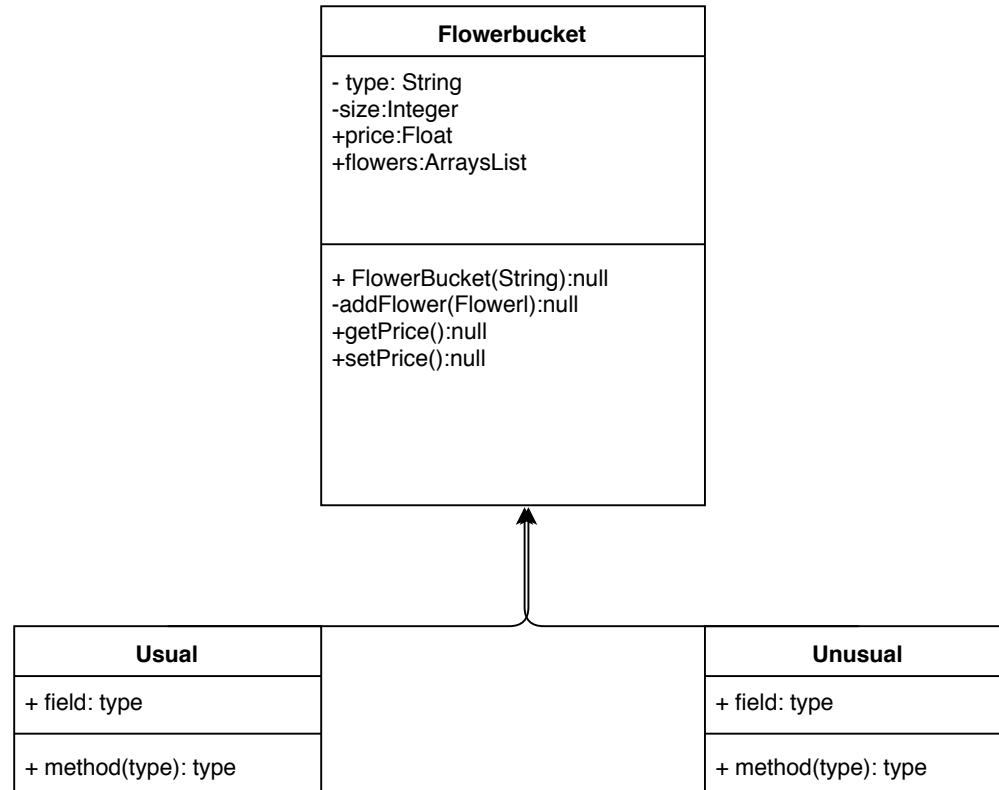 Flowerbucket
- type: String
-size:Integer
+price:Float
+flowers:ArraysList
+ FlowerBucket(String):null
-addFlower(Flowerl):null
+getPrice():null
+setPrice():null
Usual
+ field: type
+ method(type): type
Unusual
+ field: type
+ method(type): type